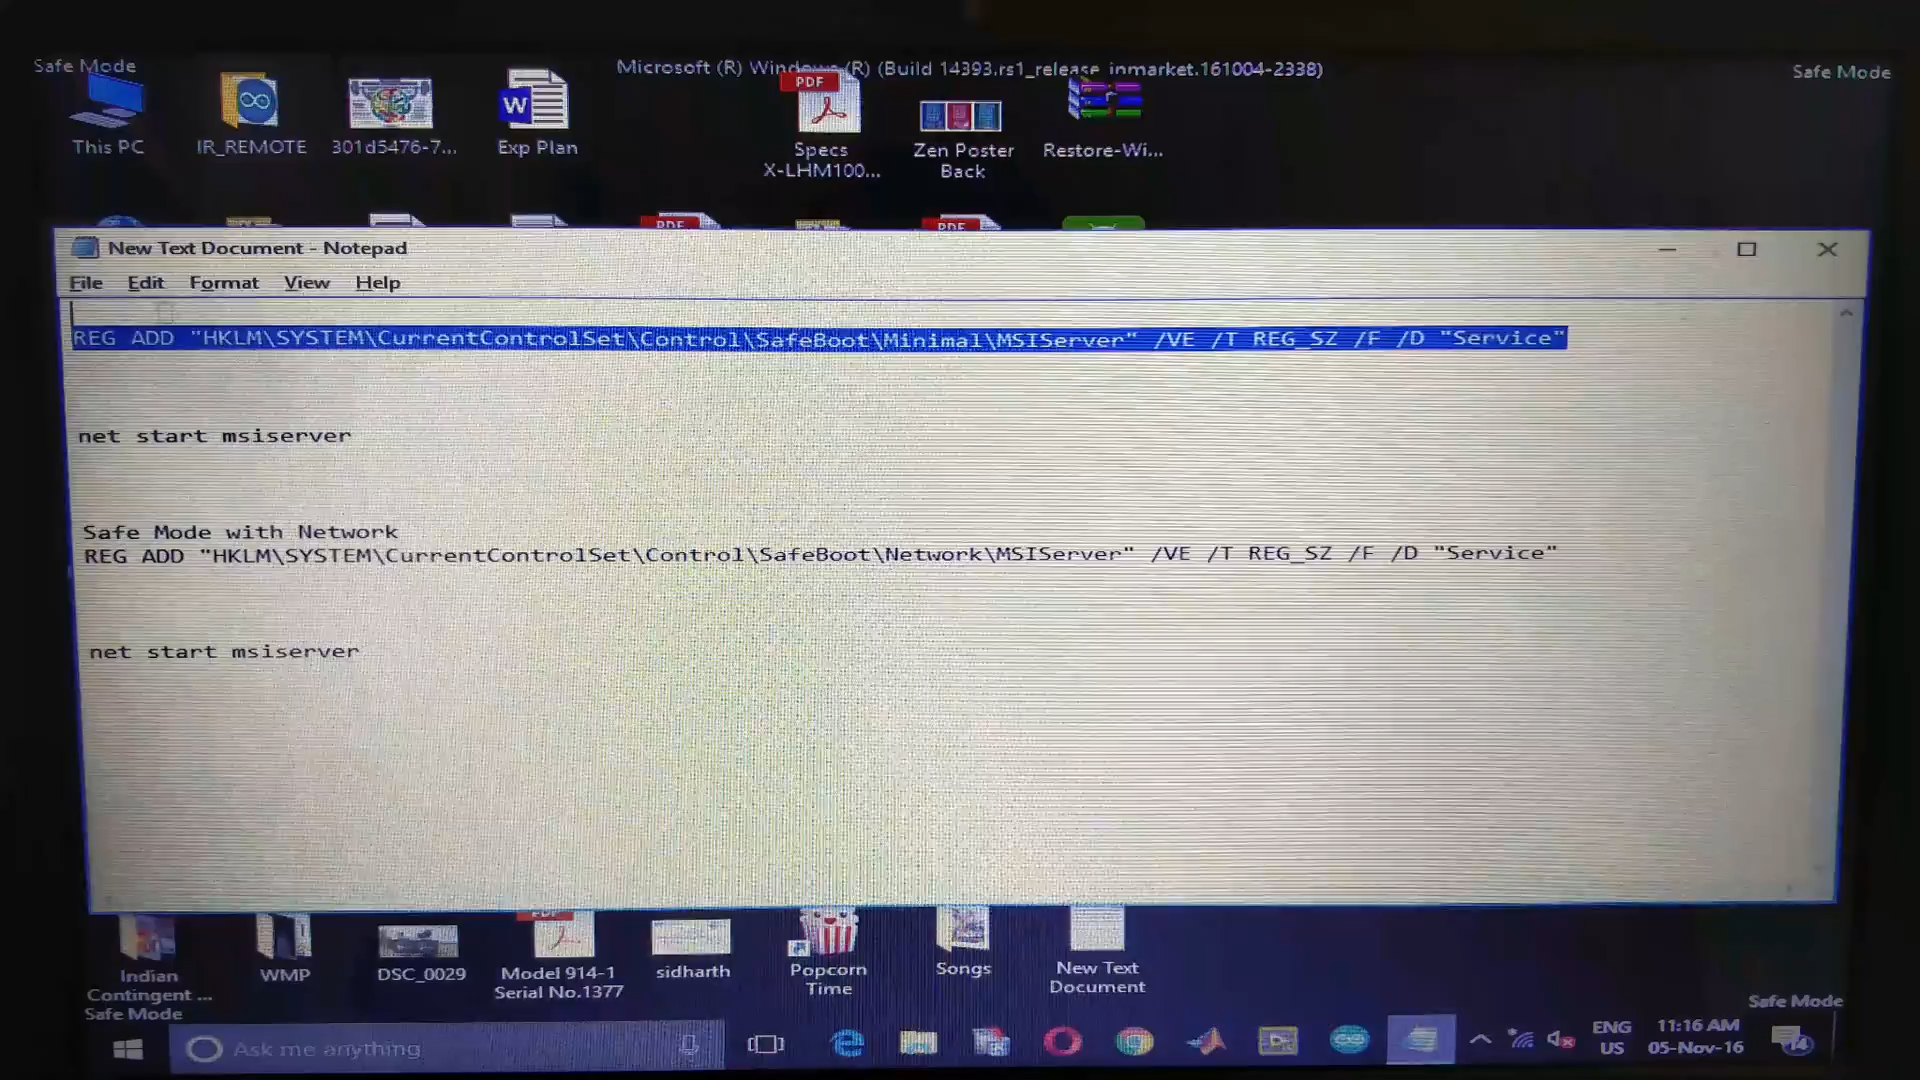 Safe Mode
Microsoft (R) Windows (R) (Build 14393.rs1_release_inmarket.161004-2338)
Safe Mode
This PC
IR_REMOTE
301d5476-7...
W
Exp Plan
PDF
Specs
X-LHM100...
Zen Poster
Back
Restore-Wi...
PDF
PDF
New Text Document - Notepad
File Edit Format View Help
REG ADD "HKLM\SYSTEM\CurrentControlSet\Control\SafeBoot\Minimal\MSIServer" /VE /T REG_SZ /F /D "Service"
net start msiserver
Safe Mode with Network
REG ADD "HKLM\SYSTEM\CurrentControlSet\Control\SafeBoot\Network\MSIServer" /VE /T REG_SZ /F /D "Service"
net start msiserver
Indian
Contingent ...
WMP
DSC_0029
PDF
Model 914-1
Serial No.1377
sidharth
Popcorn
Time
Songs
New Text
Document
Safe Mode
Safe Mode
Ask me anything
ENG
US
11:16 AM
05-Nov-16
14